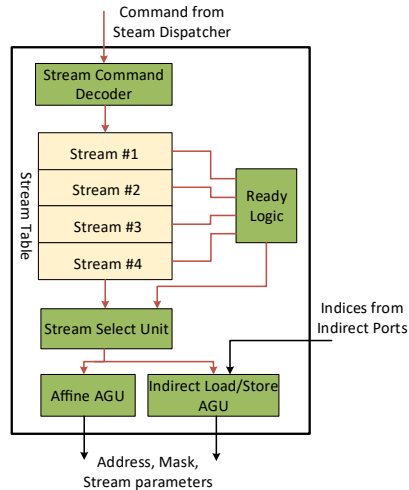 Command from
Steam Dispatcher
Stream Command
Decoder
Stream Table
Stream #1
Stream #2
Stream #3
Stream #4
Ready
Logic
Stream Select Unit
Indices from
Indirect Ports
Affine AGU
Indirect Load/Store
AGU
Address, Mask,
Stream parameters